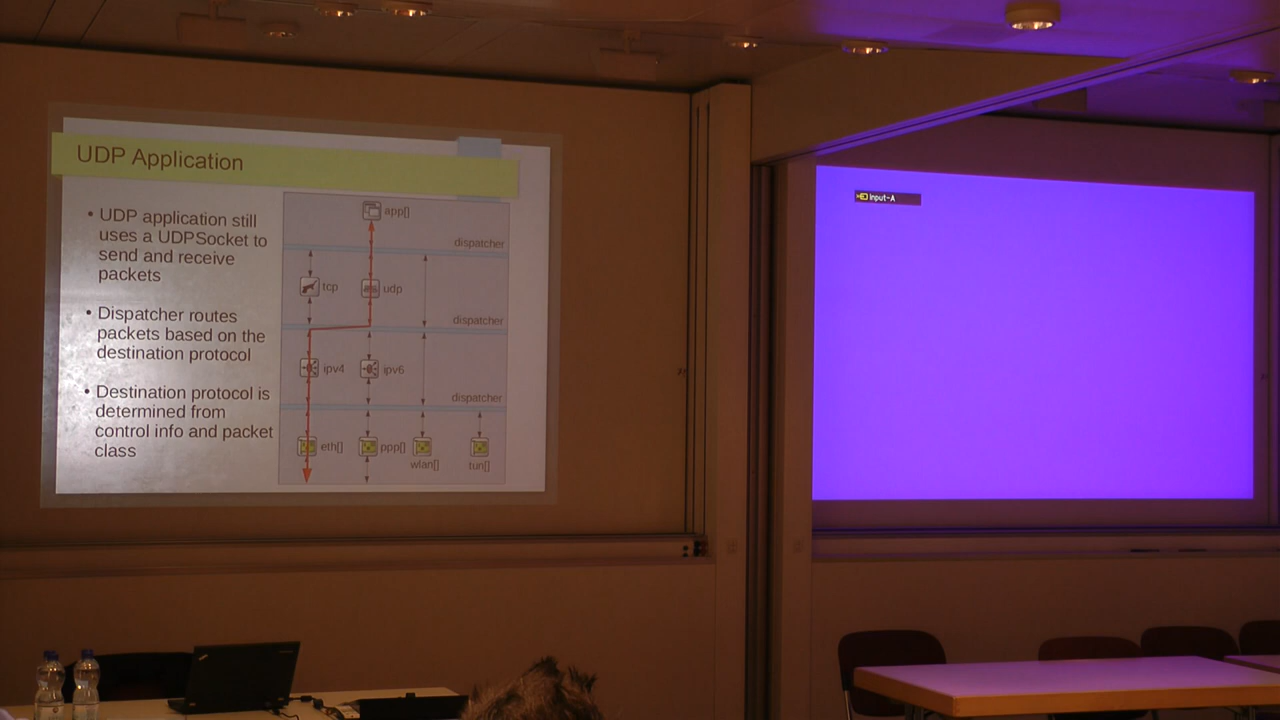 UDP Application
• UDP application still
uses a UDPSocket to
send and receive
packets
• Dispatcher routes
packets based on the
destination protocol
• Destination protocol is
determined from
control info and packet
class
app[]
dispatcher
tcp
udp
dispatcher
ipv4
ipv6
dispatcher
eth[]
ppp[]
wlan[]
tun[]
Input-A